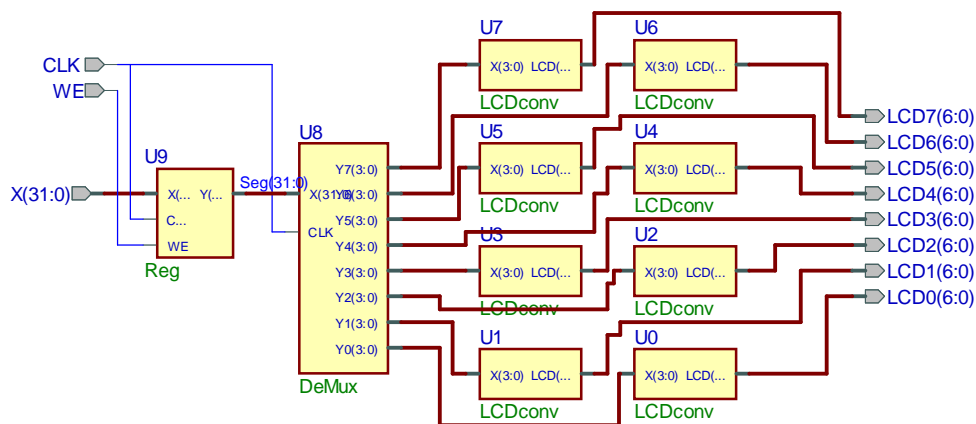 CLK
WE
X(31:0)
U9
X(... Y(...
C...
WE
Reg
Seg(31:0)
U8
Y7(3:0)
Y6(3:0)
X(31:0)
Y5(3:0)
CLK
Y4(3:0)
Y3(3:0)
Y2(3:0)
Y1(3:0)
Y0(3:0)
DeMux
U7
X(3:0) LCD(...
LCDconv
U6
X(3:0) LCD(...
LCDconv
U5
X(3:0) LCD(...
LCDconv
U4
X(3:0) LCD(...
LCDconv
U3
X(3:0) LCD(...
LCDconv
U2
X(3:0) LCD(...
LCDconv
U1
X(3:0) LCD(...
LCDconv
U0
X(3:0) LCD(...
LCDconv
LCD7(6:0)
LCD6(6:0)
LCD5(6:0)
LCD4(6:0)
LCD3(6:0)
LCD2(6:0)
LCD1(6:0)
LCD0(6:0)